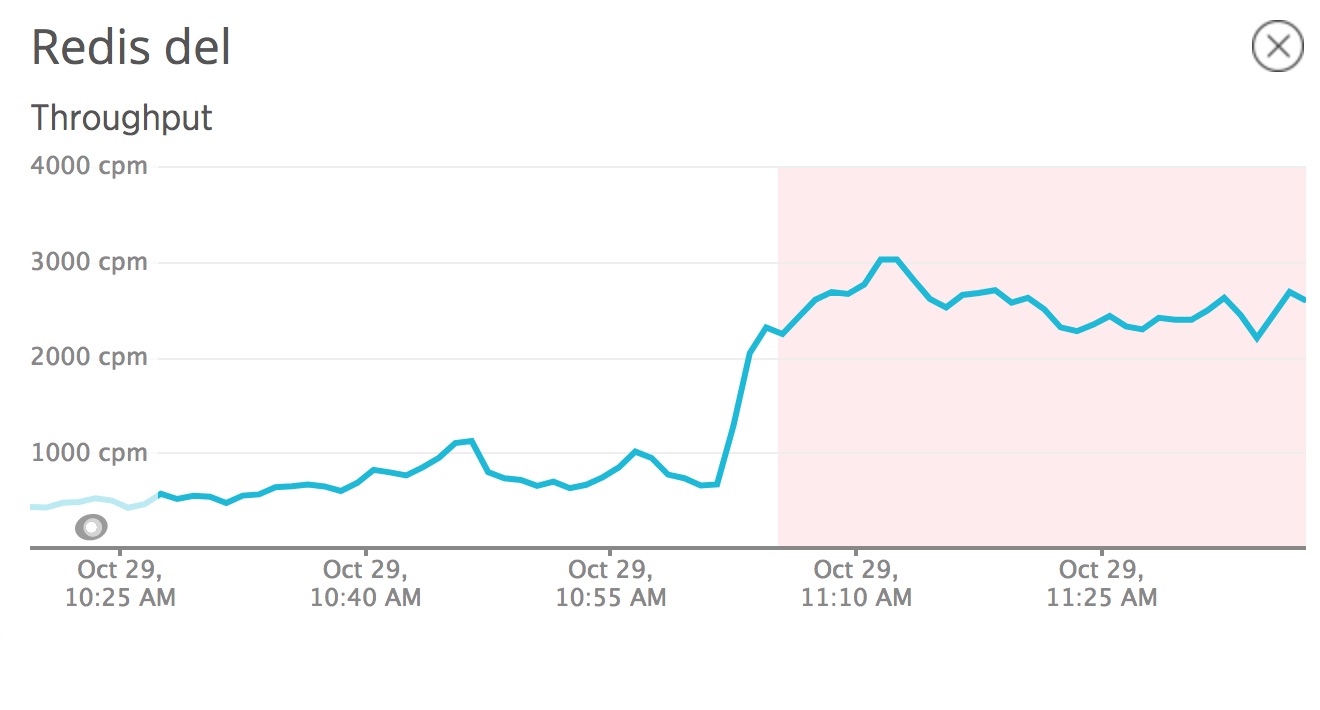 Redis del
Throughput
4000 cpm
3000 cpm
2000 cpm
1000 cpm
Oct 29,
10:25 AM
Oct 29,
10:40 AM
Oct 29,
10:55 AM
Oct 29,
11:10 AM
Oct 29,
11:25 AM